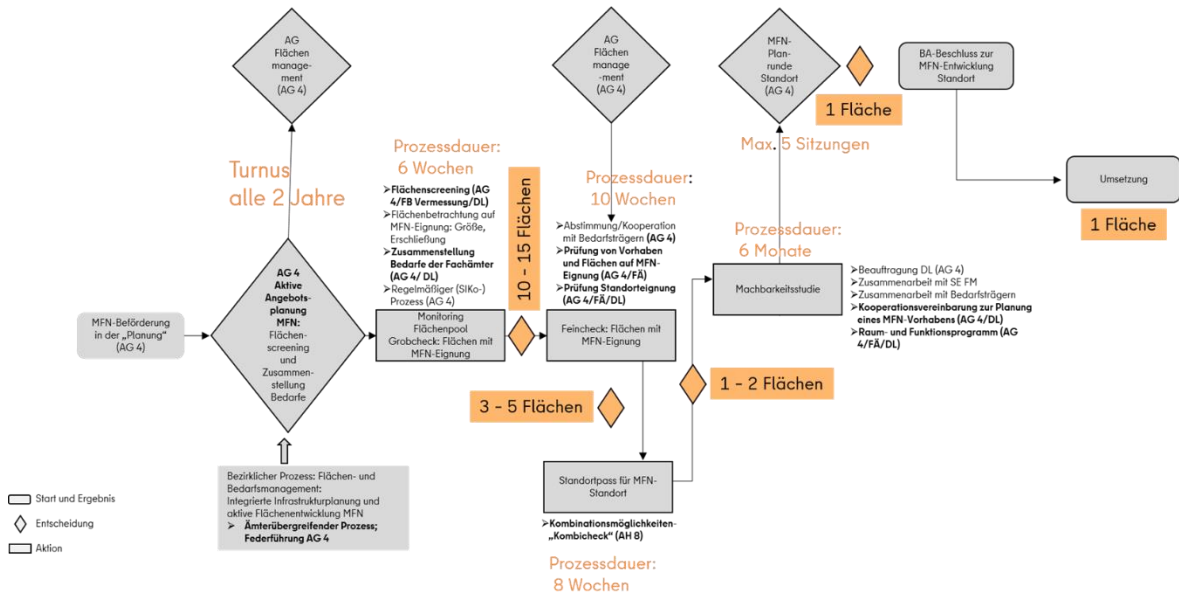 AG
Flächen
manage-
ment
(AG 4)
AG
Flächen
manage
-ment
(AG 4)
MFN-
Plan-
runde
Standort
(AG 4)
1 Fläche
BA-Beschluss zur
MFN-Entwicklung
Standort
Max. 5 Sitzungen
Umsetzung
1 Fläche
Turnus
alle 2 Jahre
Prozessdauer:
6 Wochen
➢Flächenscreening (AG
4/FB Vermessung/DL)
➢Flächenbetrachtung auf
MFN-Eignung: Größe,
Erschließung
➢Zusammenstellung
Bedarfe der Fachämter
(AG 4/ DL)
➢Regelmäßiger (SIKo-)
Prozess (AG 4)
10 - 15 Flächen
Prozessdauer:
10 Wochen
➢Abstimmung/Kooperation
mit Bedarfsträgern (AG 4)
➢Prüfung von Vorhaben
und Flächen auf MFN-
Eignung (AG 4/FÄ)
➢Prüfung Standorteignung
(AG 4/FÄ/DL)
Prozessdauer:
6 Monate
Machbarkeitsstudie
➢Beauftragung DL (AG 4)
➢Zusammenarbeit mit SE FM
➢Zusammenarbeit mit Bedarfsträgern
➢Kooperationsvereinbarung zur Planung
eines MFN-Vorhabens (AG 4/DL)
➢Raum- und Funktionsprogramm (AG
4/FÄ/DL)
MFN-Beförderung
in der „Planung"
(AG 4)
AG 4
Aktive
Angebots-
planung
MFN:
Flächen-
screening
und
Zusammen-
stellung
Bedarfe
Monitoring
Flächenpool
Grobcheck: Flächen mit
MFN-Eignung
Feincheck: Flächen mit
MFN-Eignung
3 - 5 Flächen
1 - 2 Flächen
Bezirklicher Prozess: Flächen- und
Bedarfsmanagement:
Integrierte Infrastrukturplanung und
aktive Flächenentwicklung MFN
➢ Ämterübergreifender Prozess;
Federführung AG 4
Standortpass für MFN-
Standort
➢Kombinationsmöglichkeiten-
„Kombicheck" (AH 8)
Prozessdauer:
8 Wochen
Start und Ergebnis
Entscheidung
Aktion